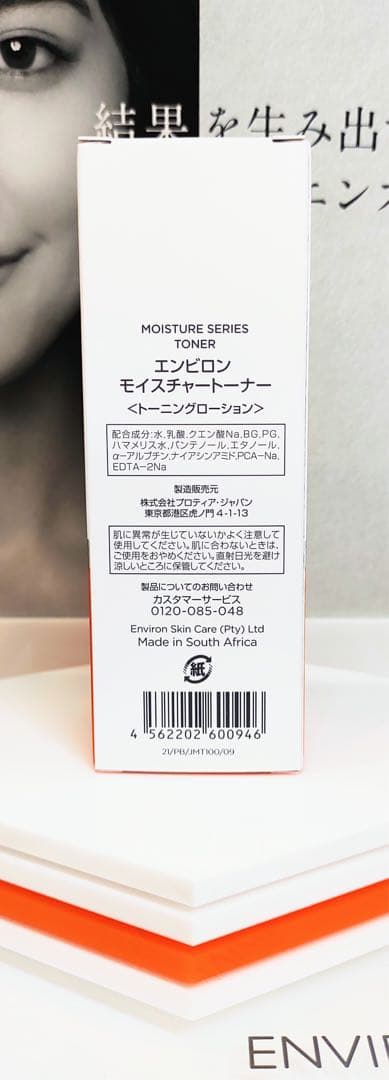 結果を生み出す
エンビ
MOISTURE SERIES
TONER
エンビロン
モイスチャートーナー
<トーニングローション>
配合成分:水,乳酸,クエン酸Na,BG,PG,
ハマメリス水,パンテノール,エタノール,
α-アルブチン,ナイアシンアミド,PCA-Na,
EDTA-2Na
製造販売元
株式会社プロティア・ジャパン
東京都港区虎ノ門 4-1-13
肌に異常が生じていないかよく注意して
使用してください。肌に合わないときは、
ご使用をおやめください。直射日光を避け
涼しいところに保管してください。
製品についてのお問い合わせ
カスタマーサービス
0120-085-048
Environ Skin Care (Pty) Ltd
Made in South Africa
紙
4 562202 600946
21/PB/JMT100/09
ENVI